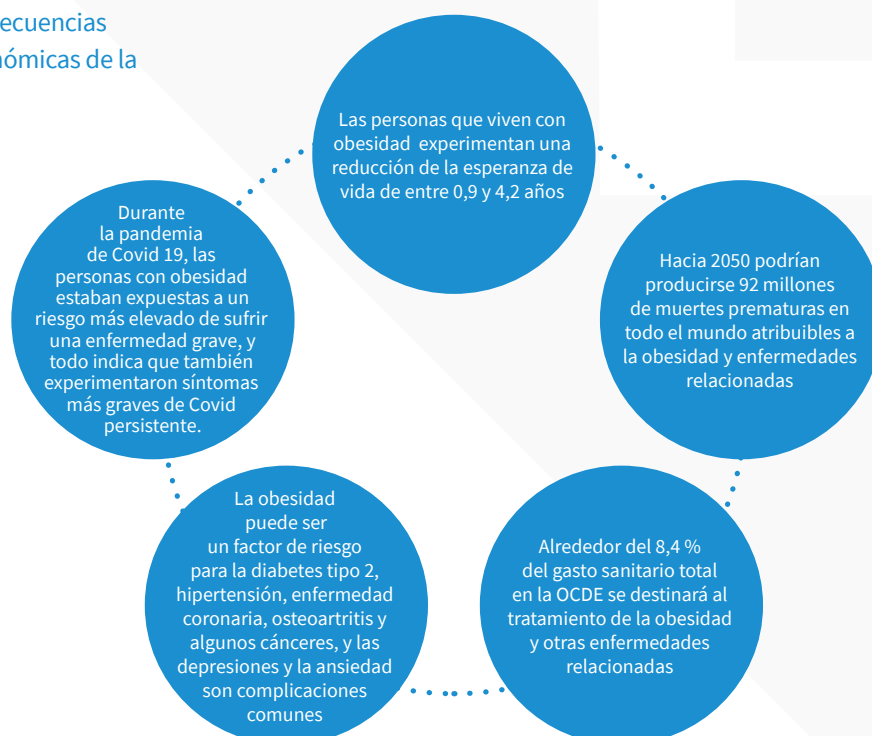 ecuencias
nómicas de la
Las personas que viven con
obesidad experimentan una
reducción de la esperanza de
vida de entre 0,9 y 4,2 años
Hacia 2050 podrían
producirse 92 millones
de muertes prematuras en
todo el mundo atribuibles a
la obesidad y enfermedades
relacionadas
Alrededor del 8,4 %
del gasto sanitario total
en la OCDE se destinará al
tratamiento de la obesidad
y otras enfermedades
relacionadas
La obesidad
puede ser
un factor de riesgo
para la diabetes tipo 2,
hipertensión, enfermedad
coronaria, osteoartritis y
algunos cánceres, y las
depresiones y la ansiedad
son complicaciones
comunes
Durante
la pandemia
de Covid 19, las
personas con obesidad
estaban expuestas a un
riesgo más elevado de sufrir
una enfermedad grave, y
todo indica que también
experimentaron síntomas
más graves de Covid
persistente.